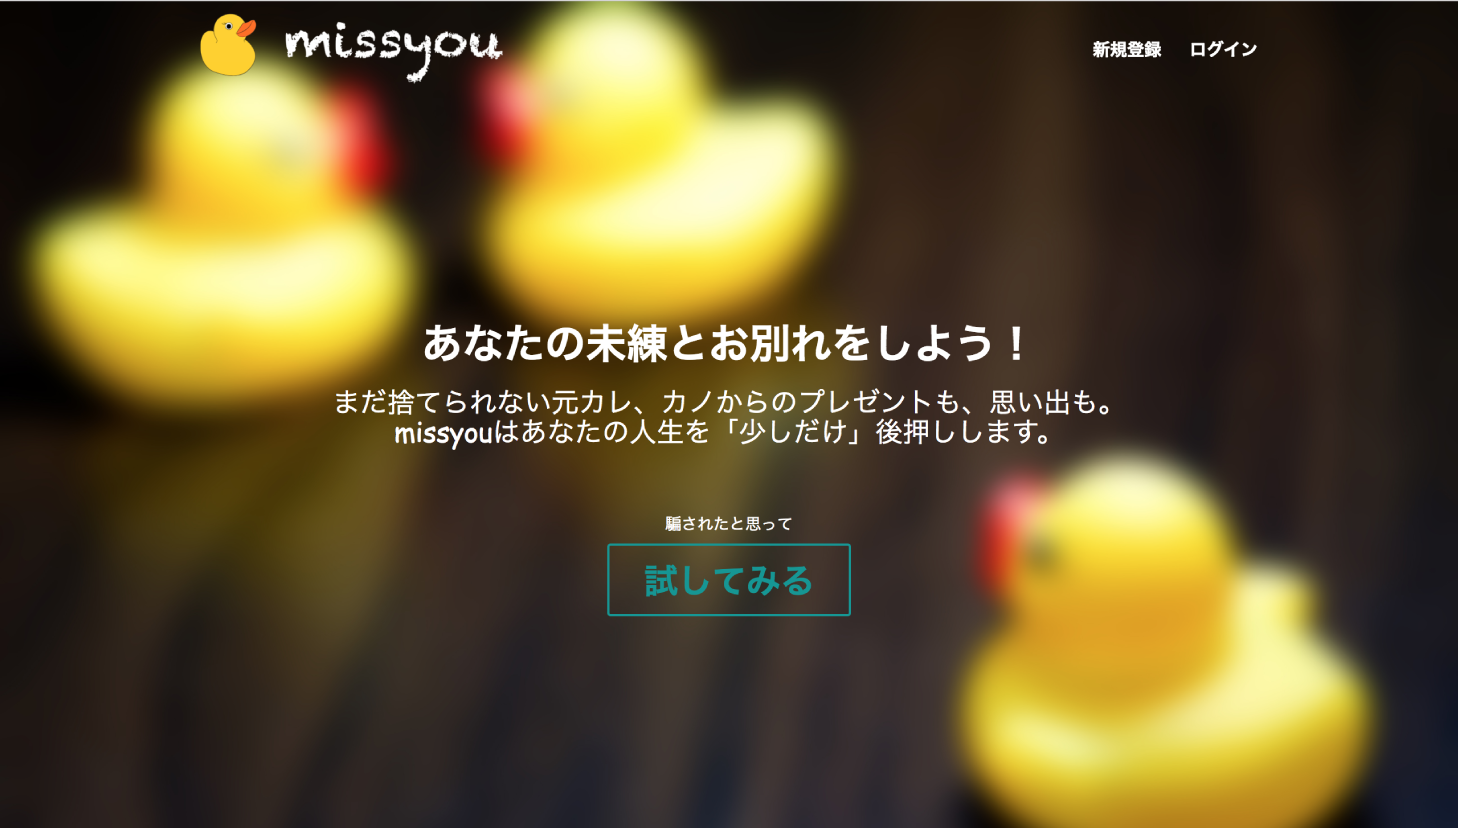 missyou
新規登録 ログイン
あなたの未練とお別れをしよう！
まだ捨てられない元カレ、カノからのプレゼントも、思い出も。
missyouはあなたの人生を「少しだけ」後押しします。
騙されたと思って
試してみる